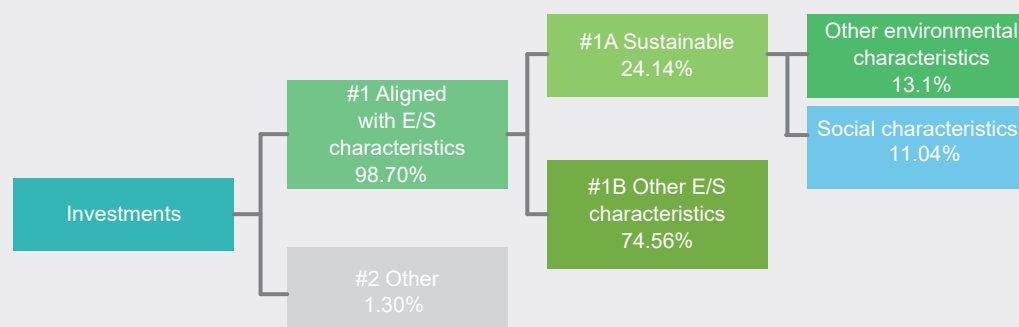 Investments
#1 Aligned
with E/S
characteristics
98.70%
#2 Other
1.30%
#1A Sustainable
24.14%
#1B Other E/S
characteristics
74.56%
Other environmental
characteristics
13.1%
Social characteristics
11.04%